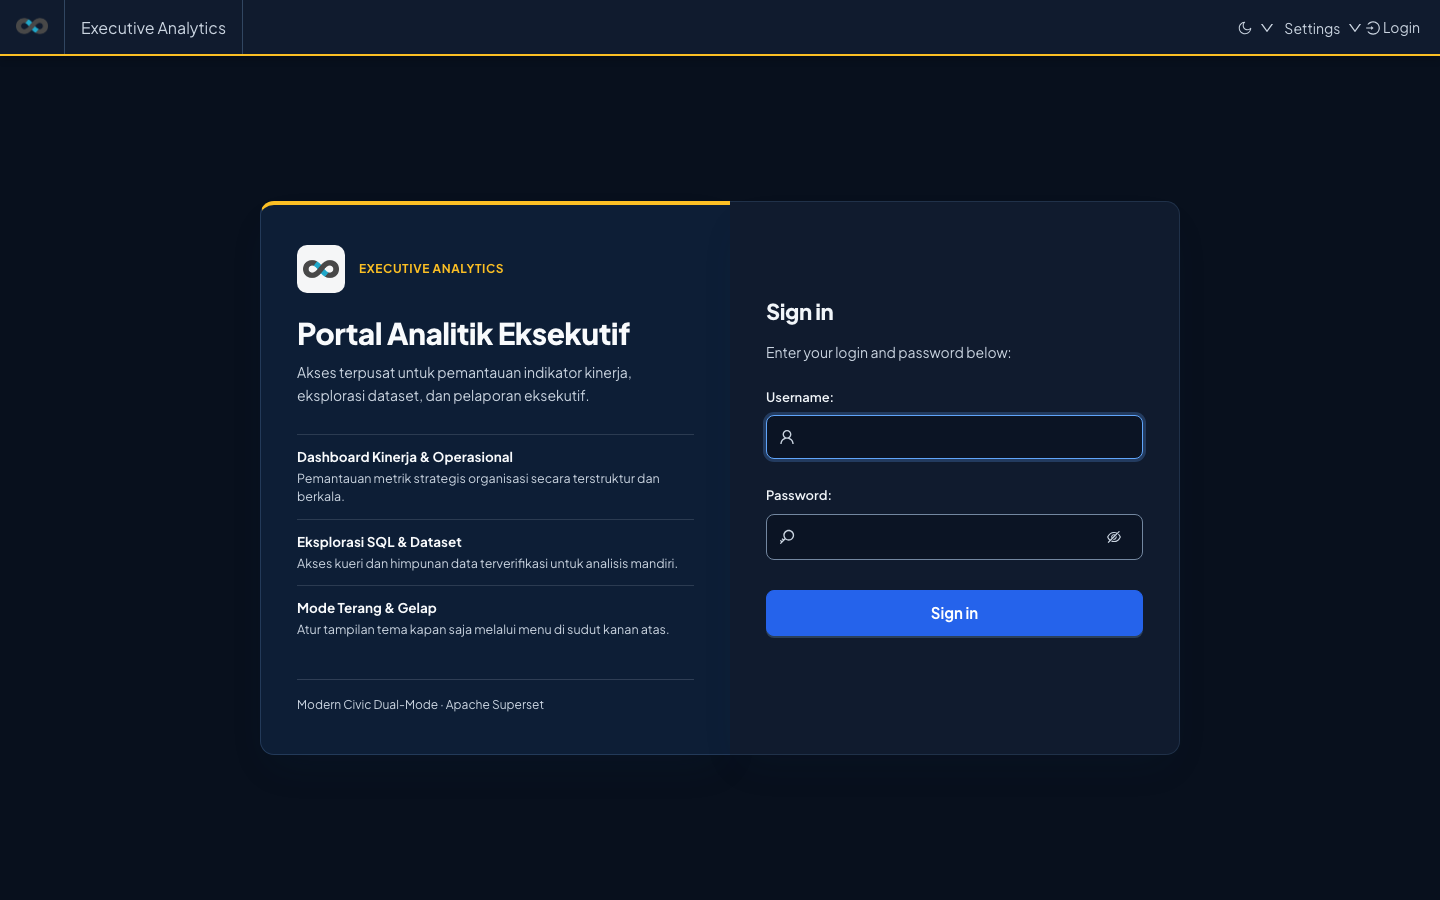 Executive Analytics
Settings
Login
EXECUTIVE ANALYTICS
Portal Analitik Eksekutif
Akses terpusat untuk pemantauan indikator kinerja,
eksplorasi dataset, dan pelaporan eksekutif.
Dashboard Kinerja & Operasional
Pemantauan metrik strategis organisasi secara terstruktur dan
berkala.
Eksplorasi SQL & Dataset
Akses kueri dan himpunan data terverifikasi untuk analisis mandiri.
Mode Terang & Gelap
Atur tampilan tema kapan saja melalui menu di sudut kanan atas.
Modern Civic Dual-Mode · Apache Superset
Sign in
Enter your login and password below:
Username:
Password:
Sign in